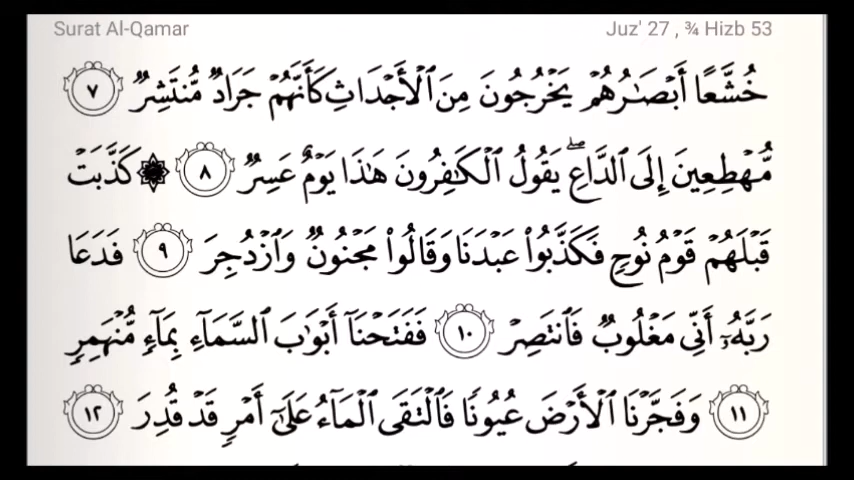 Surat Al-Qamar
Juz' 27 , ¾ Hizb 53
خُشَّعًا أَبْصَـٰرُهُمْ يَخْرُجُونَ مِنَ ٱلْأَجْدَاثِ كَأَنَّهُمْ جَرَادٌ مُّنتَشِرٌ ٧
مُّهْطِعِينَ إِلَى ٱلدَّاعِ ۖ يَقُولُ ٱلْكَـٰفِرُونَ هَـٰذَا يَوْمٌ عَسِرٌ ٨ ۞ كَذَّبَتْ
قَبْلَهُمْ قَوْمُ نُوحٍ فَكَذَّبُوا۟ عَبْدَنَا وَقَالُوا۟ مَجْنُونٌ وَٱزْدُجِرَ ٩ فَدَعَا
رَبَّهُۥٓ أَنِّى مَغْلُوبٌ فَٱنتَصِرْ ١٠ فَفَتَحْنَآ أَبْوَٰبَ ٱلسَّمَآءِ بِمَآءٍ مُّنْهَمِرٍ
١١ وَفَجَّرْنَا ٱلْأَرْضَ عُيُونًا فَٱلْتَقَى ٱلْمَآءُ عَلَىٰٓ أَمْرٍ قَدْ قُدِرَ ١٢